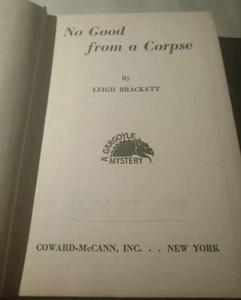 No Good
from a Corpse
By
LEIGH BRACKETT
A GARGOYLE
MYSTERY
COWARD-McCANN, INC. . . NEW YORK